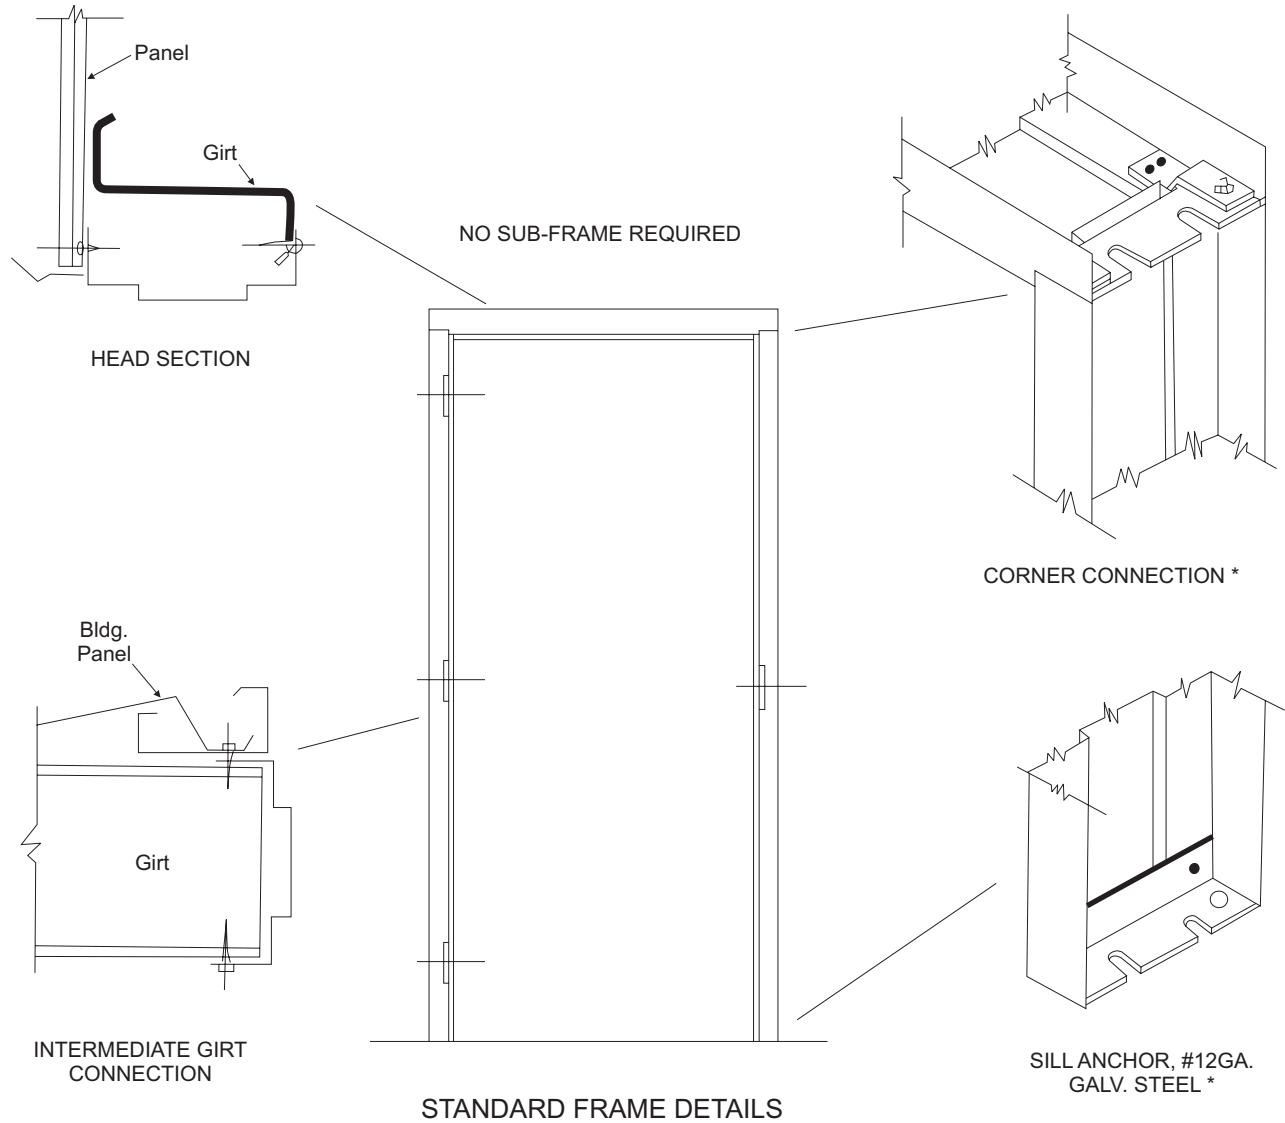 Panel
Girt
HEAD SECTION
NO SUB-FRAME REQUIRED
CORNER CONNECTION *
Bldg.
Panel
Girt
INTERMEDIATE GIRT
CONNECTION
SILL ANCHOR, #12GA.
GALV. STEEL *
STANDARD FRAME DETAILS